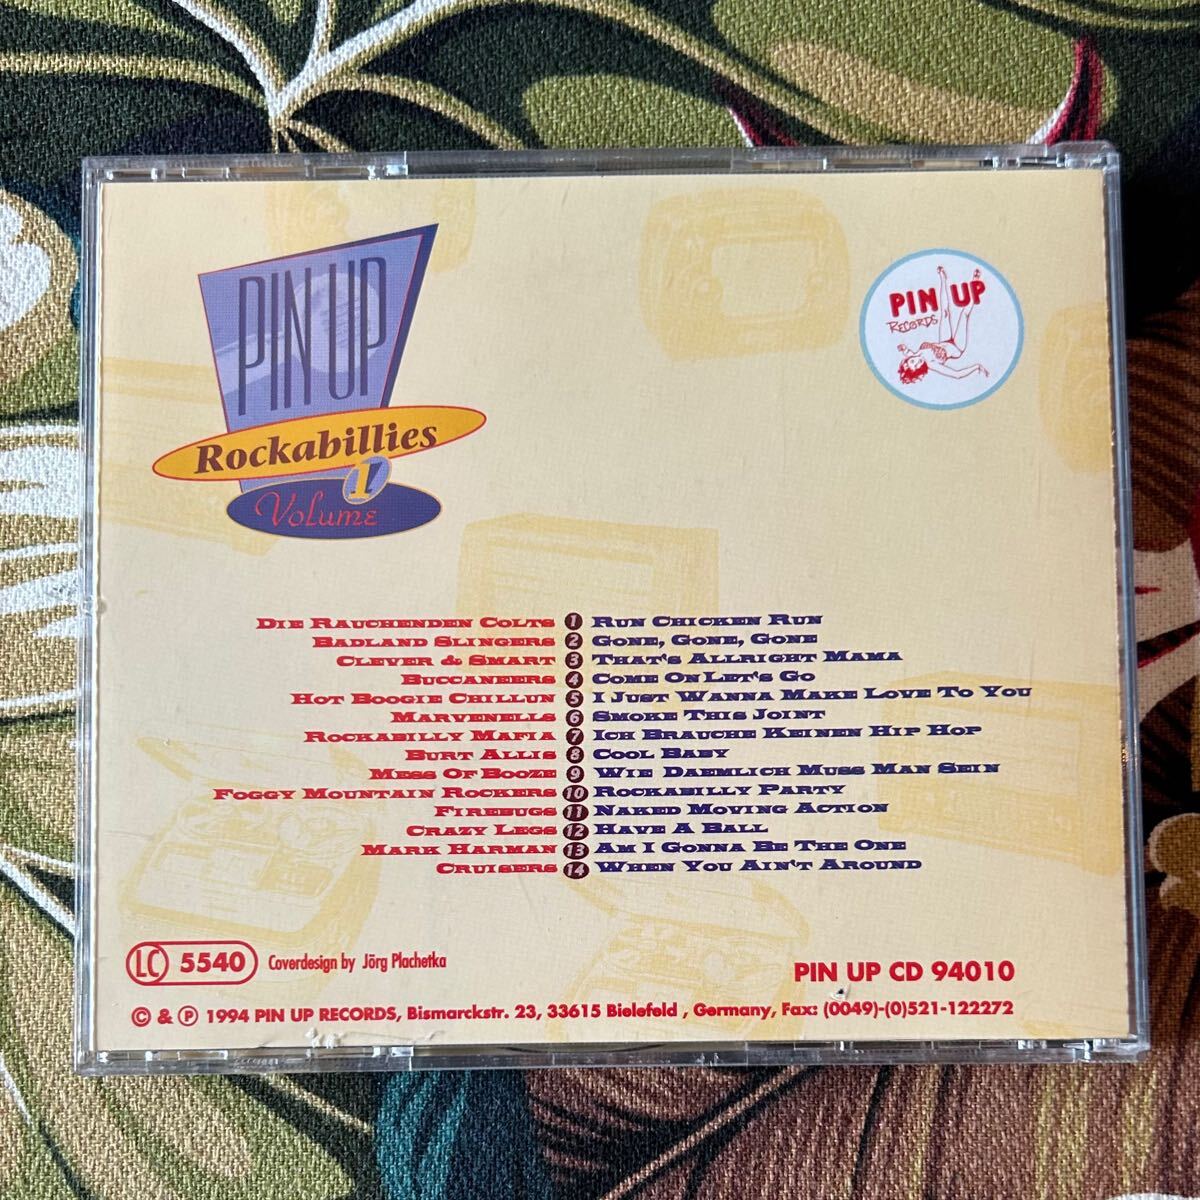 PIN UP
Rockabillies
1
Volume
PIN UP
RECORDS
DIE RAUCHENDEN COLTS 1 RUN CHICKEN RUN
BADLAND SLINGERS 2 GONE, GONE, GONE
CLEVER & SMART 3 THAT'S ALLRIGHT MAMA
BUCCANEERS 4 COME ON LET'S GO
HOT BOOGIE CHILLUN 5 I JUST WANNA MAKE LOVE TO YOU
MARVENELLS 6 SMOKE THIS JOINT
ROCKABILLY MAFIA 7 ICH BRAUCHE KEINEN HIP HOP
BURT ALLIS 8 COOL BABY
MESS OF BOOZE 9 WIE DAEMLICH MUSS MAN SEIN
FOGGY MOUNTAIN ROCKERS 10 ROCKABILLY PARTY
FIREBUGS 11 NAKED MOVING ACTION
CRAZY LEGS 12 HAVE A BALL
MARK HARMAN 13 AM I GONNA BE THE ONE
CRUISERS 14 WHEN YOU AIN'T AROUND
LC 5540 Coverdesign by Jörg Plachetka
PIN UP CD 94010
© & ℗ 1994 PIN UP RECORDS, Bismarckstr. 23, 33615 Bielefeld , Germany, Fax: (0049)-(0)521-122272